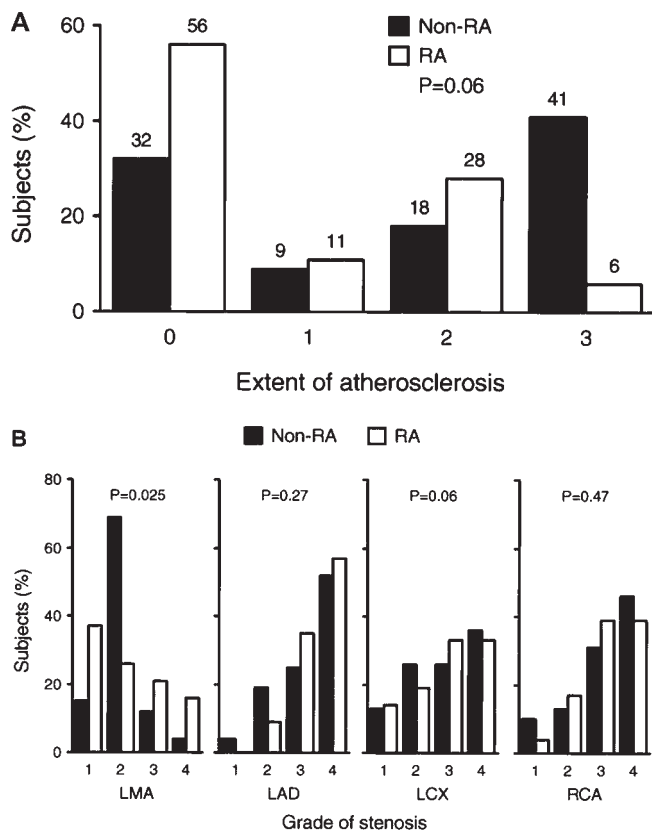 A
60
40
20
0
Subjects (%)
Non-RA
RA
P=0.06
32
56
9
11
18
28
41
6
0 1 2 3
Extent of atherosclerosis
B
Non-RA RA
80
60
40
20
0
Subjects (%)
P=0.025 P=0.27 P=0.06 P=0.47
1 2 3 4 1 2 3 4 1 2 3 4 1 2 3 4
LMA LAD LCX RCA
Grade of stenosis